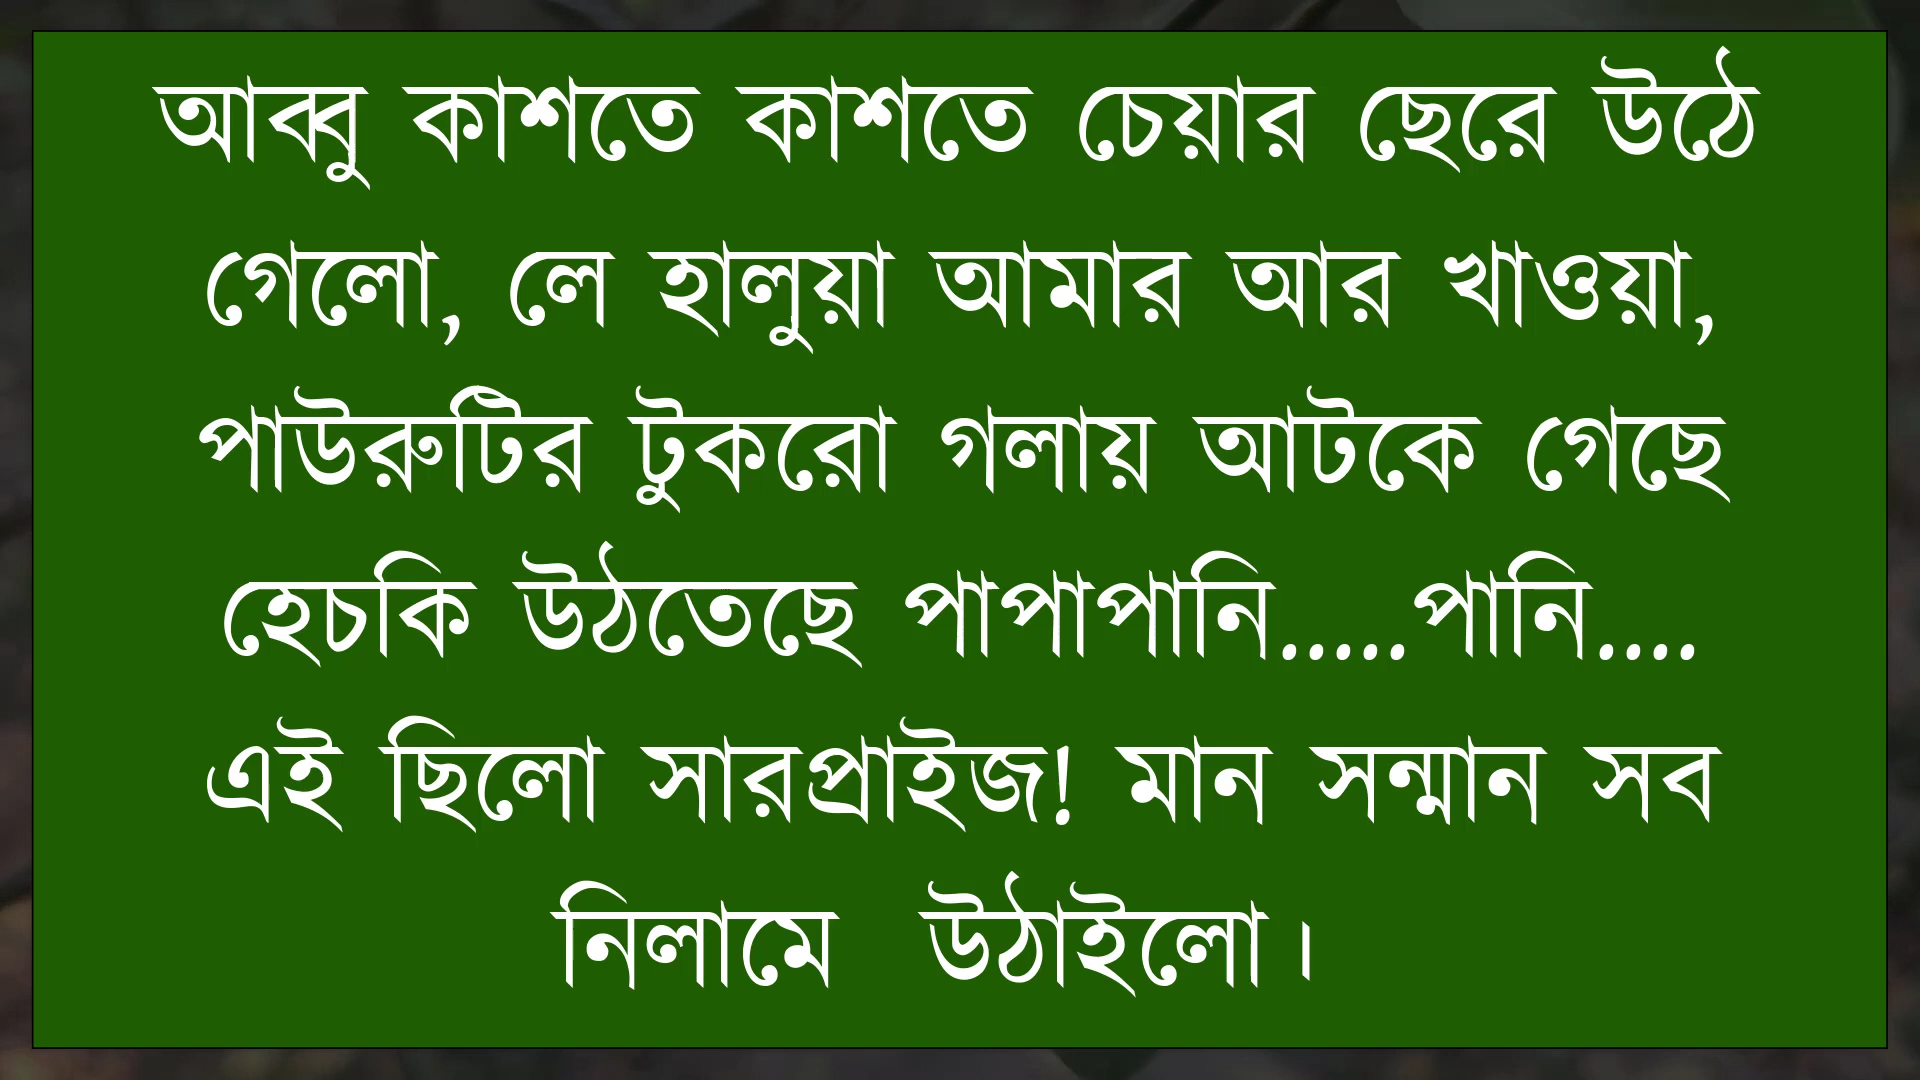 আব্বু কাশতে কাশতে চেয়ার ছেরে উঠে
গেলো, লে হালুয়া আমার আর খাওয়া,
পাউরুটির টুকরো গলায় আটকে গেছে
হেচকি উঠতেছে পাপাপানি.....পানি....
এই ছিলো সারপ্রাইজ! মান সন্মান সব
নিলামে উঠাইলো।